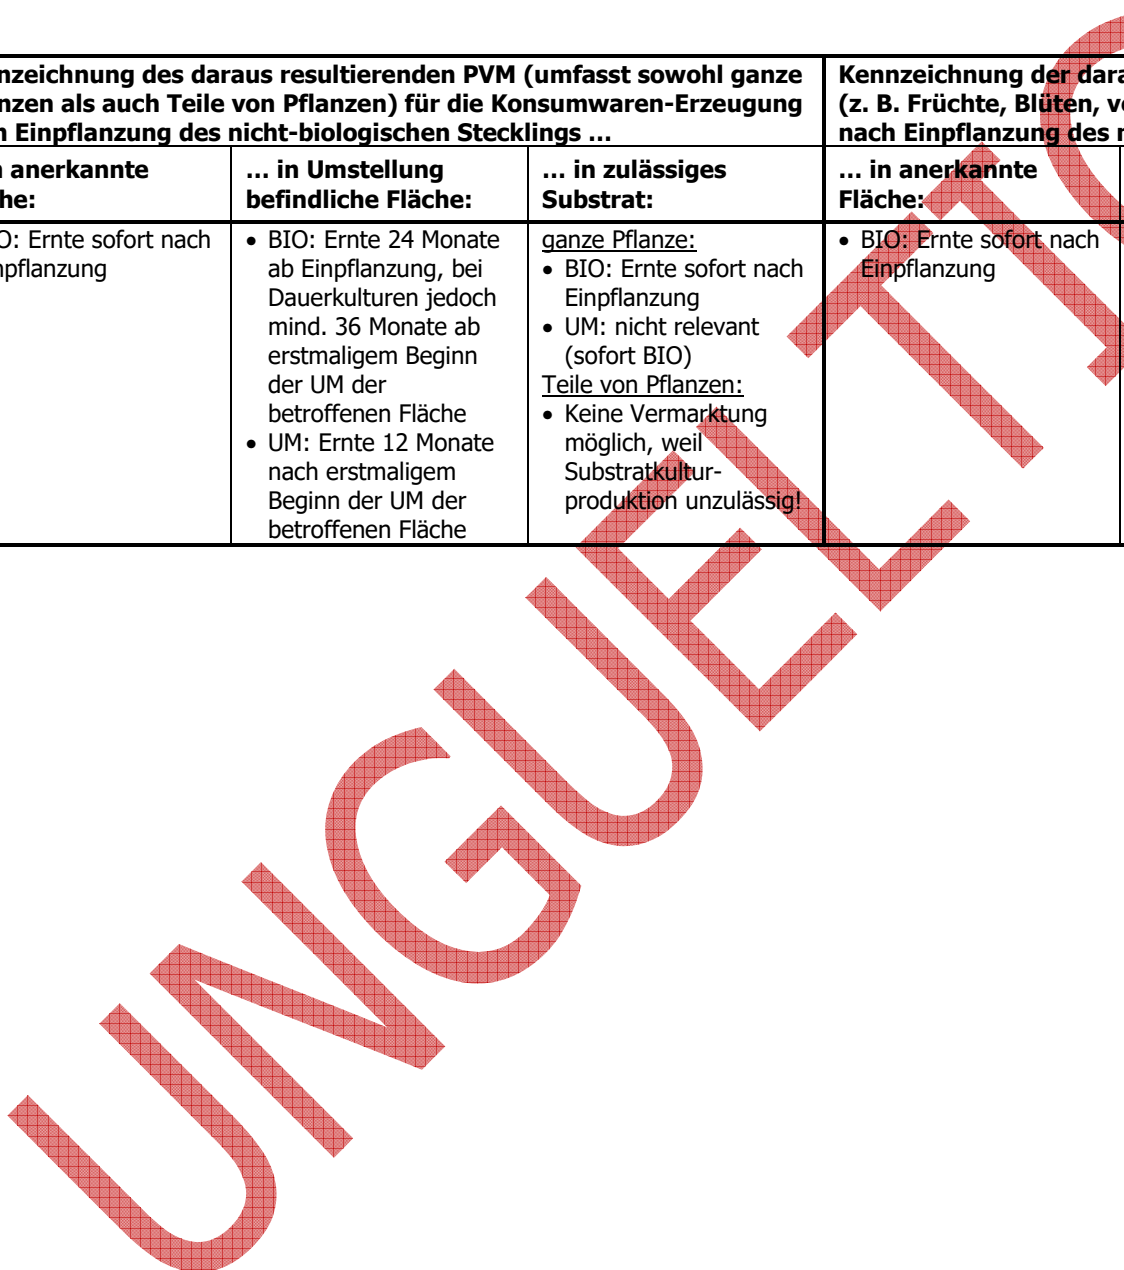 nzeichnung des daraus resultierenden PVM (umfasst sowohl ganze
nzen als auch Teile von Pflanzen) für die Konsumwaren-Erzeugung
h Einpflanzung des nicht-biologischen Stecklings …
anerkannte
he:
… in Umstellung
befindliche Fläche:
… in zulässiges
Substrat:
O: Ernte sofort nach
npflanzung
• BIO: Ernte 24 Monate
ab Einpflanzung, bei
Dauerkulturen jedoch
mind. 36 Monate ab
erstmaligem Beginn
der UM der
betroffenen Fläche
• UM: Ernte 12 Monate
nach erstmaligem
Beginn der UM der
betroffenen Fläche
ganze Pflanze:
• BIO: Ernte sofort nach
Einpflanzung
• UM: nicht relevant
(sofort BIO)
Teile von Pflanzen:
• Keine Vermarktung
möglich, weil
Substratkultur-
produktion unzulässig!
Kennzeichnung der dara
(z. B. Früchte, Blüten, v
nach Einpflanzung des n
… in anerkannte
Fläche:
• BIO: Ernte sofort nach
Einpflanzung
UNGUELTIG